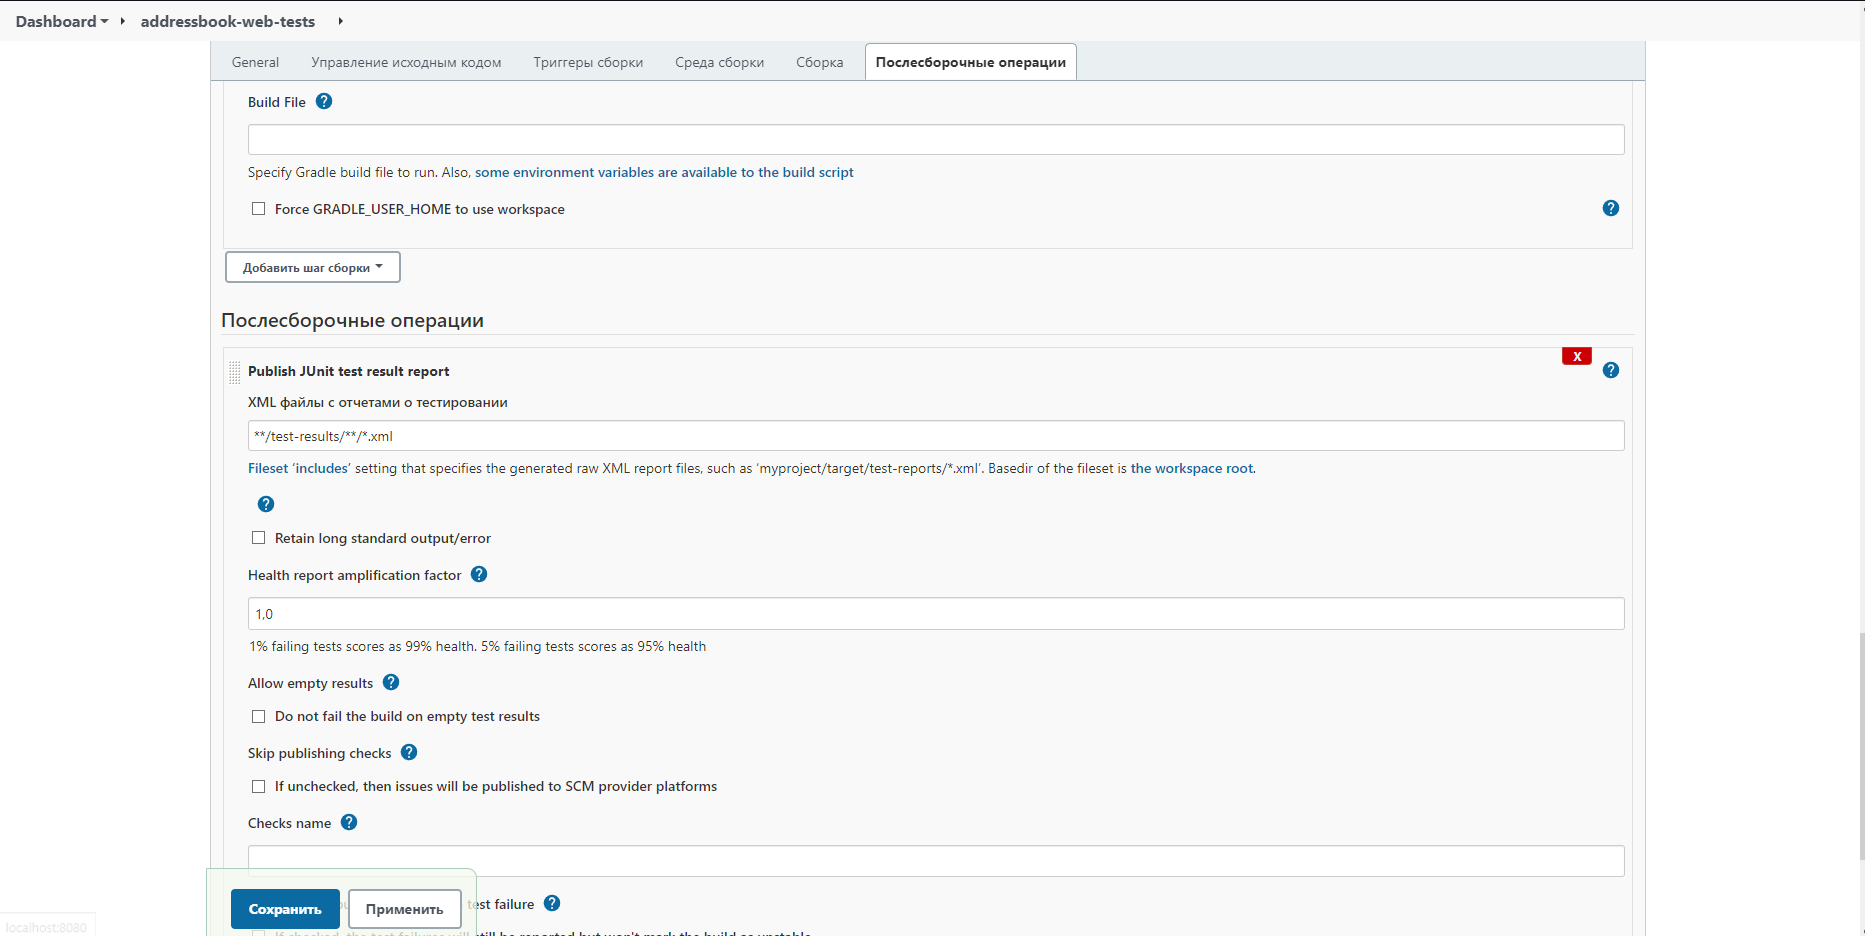 Dashboard addressbook-web-tests
General Управление исходным кодом Триггеры сборки Среда сборки Сборка Послесборочные операции
Build File
Specify Gradle build file to run. Also, some environment variables are available to the build script
Force GRADLE_USER_HOME to use workspace
Добавить шаг сборки
Послесборочные операции
X
Publish JUnit test result report
XML файлы с отчетами о тестировании
**/test-results/**/*.xml
Fileset ‘includes’ setting that specifies the generated raw XML report files, such as ‘myproject/target/test-reports/*.xml’. Basedir of the fileset is the workspace root.
Retain long standard output/error
Health report amplification factor
1,0
1% failing tests scores as 99% health. 5% failing tests scores as 95% health
Allow empty results
Do not fail the build on empty test results
Skip publishing checks
If unchecked, then issues will be published to SCM provider platforms
Checks name
Сохранить Применить test failure
If checked, the test failures will still be reported but won't mark the build as unstable
localhost:8080